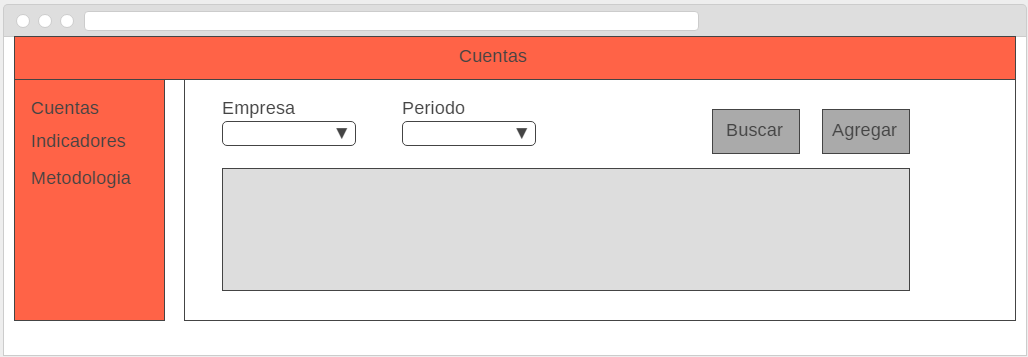 Cuentas
Cuentas
Indicadores
Metodologia
Empresa
Periodo
Buscar
Agregar